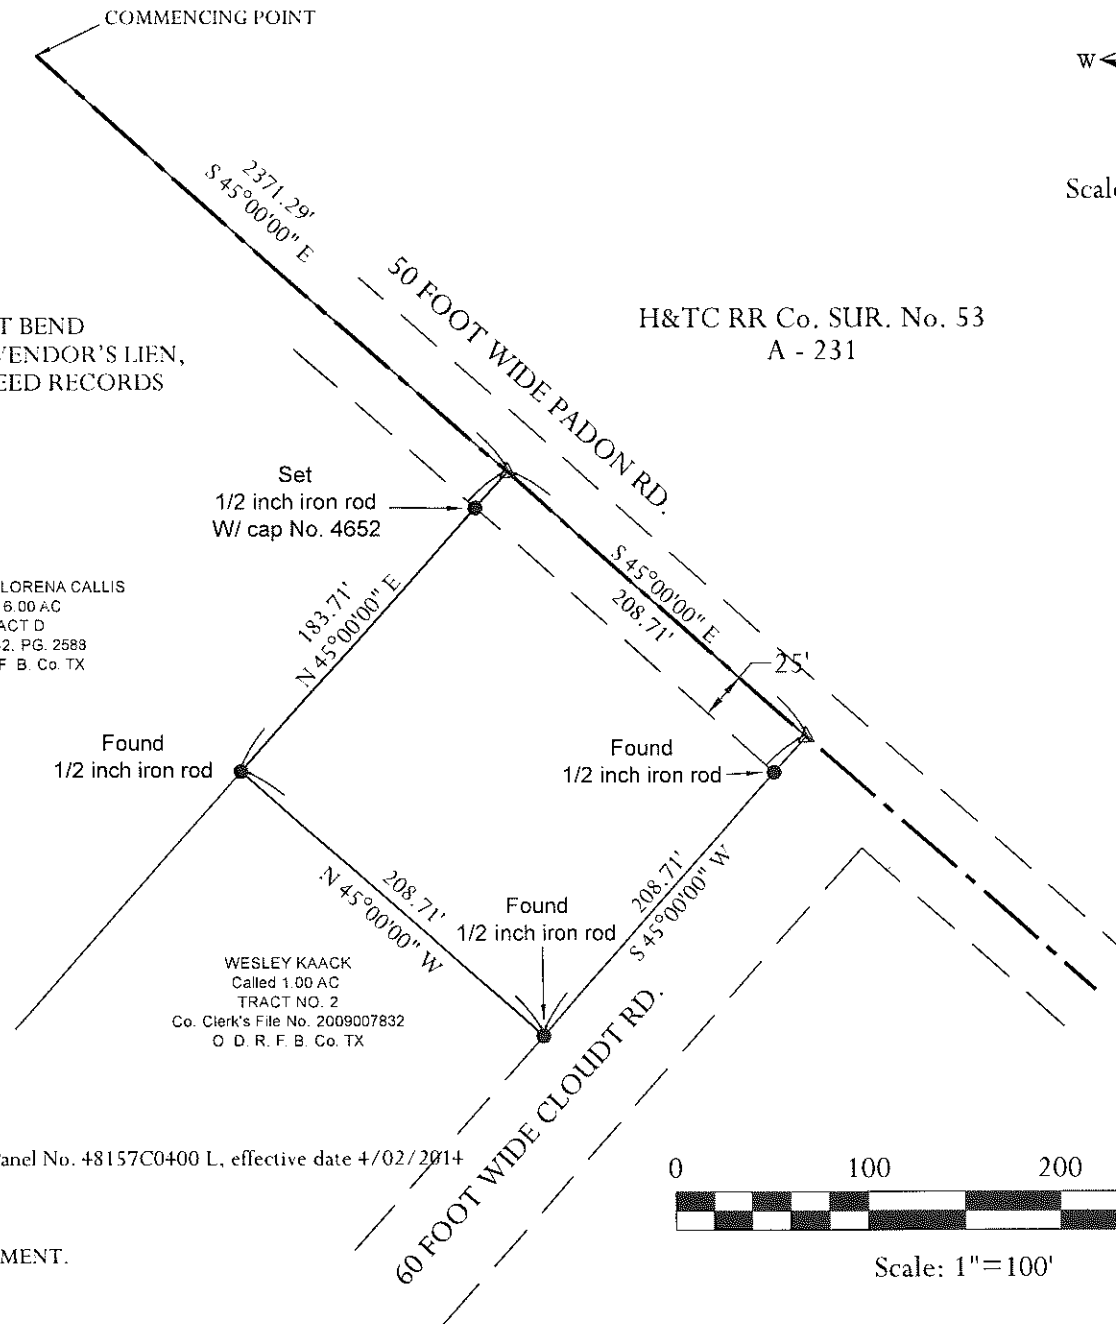 COMMENCING POINT
W
Scale
2371.29'
S 45°00'00" E
50 FOOT WIDE PADON RD.
H&TC RR Co. SUR. No. 53
A - 231
T BEND
VENDOR'S LIEN,
EED RECORDS
Set
1/2 inch iron rod
W/ cap No. 4652
S 45°00'00" E
208.71'
25'
LORENA CALLIS
6.00 AC
ACT D
2. PG. 2588
F B. Co. TX
183.71'
N 45°00'00" E
Found
1/2 inch iron rod
Found
1/2 inch iron rod
208.71'
N 45°00'00" W
208.71'
S 45°00'00" W
Found
1/2 inch iron rod
WESLEY KAACK
Called 1.00 AC
TRACT NO. 2
Co. Clerk's File No. 2009007832
O D. R. F. B. Co. TX
60 FOOT WIDE CLOUDT RD.
anel No. 48157C0400 L, effective date 4/02/2014
MENT.
0 100 200
Scale: 1"=100'